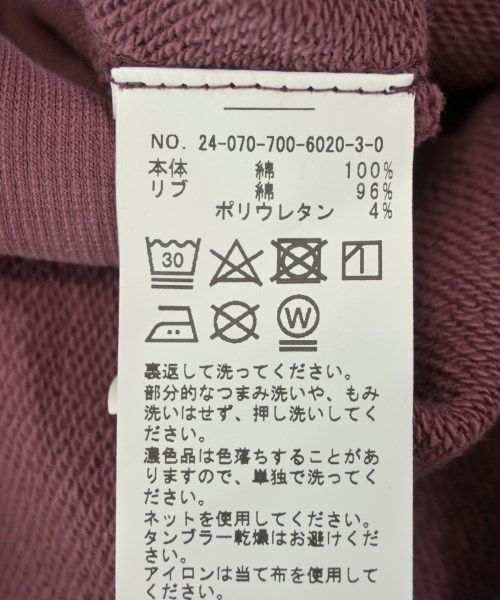 NO. 24-070-700-6020-3-0
本体 綿 100%
リブ 綿 96%
ポリウレタン 4%
30
W
裏返して洗ってください。
部分的なつまみ洗いや、もみ
洗いはせず、押し洗いしてく
ださい。
濃色品は色落ちすることがあ
りますので、単独で洗ってく
ださい。
ネットを使用してください。
タンブラー乾燥はお避けくだ
さい。
アイロンは当て布を使用して
ください。